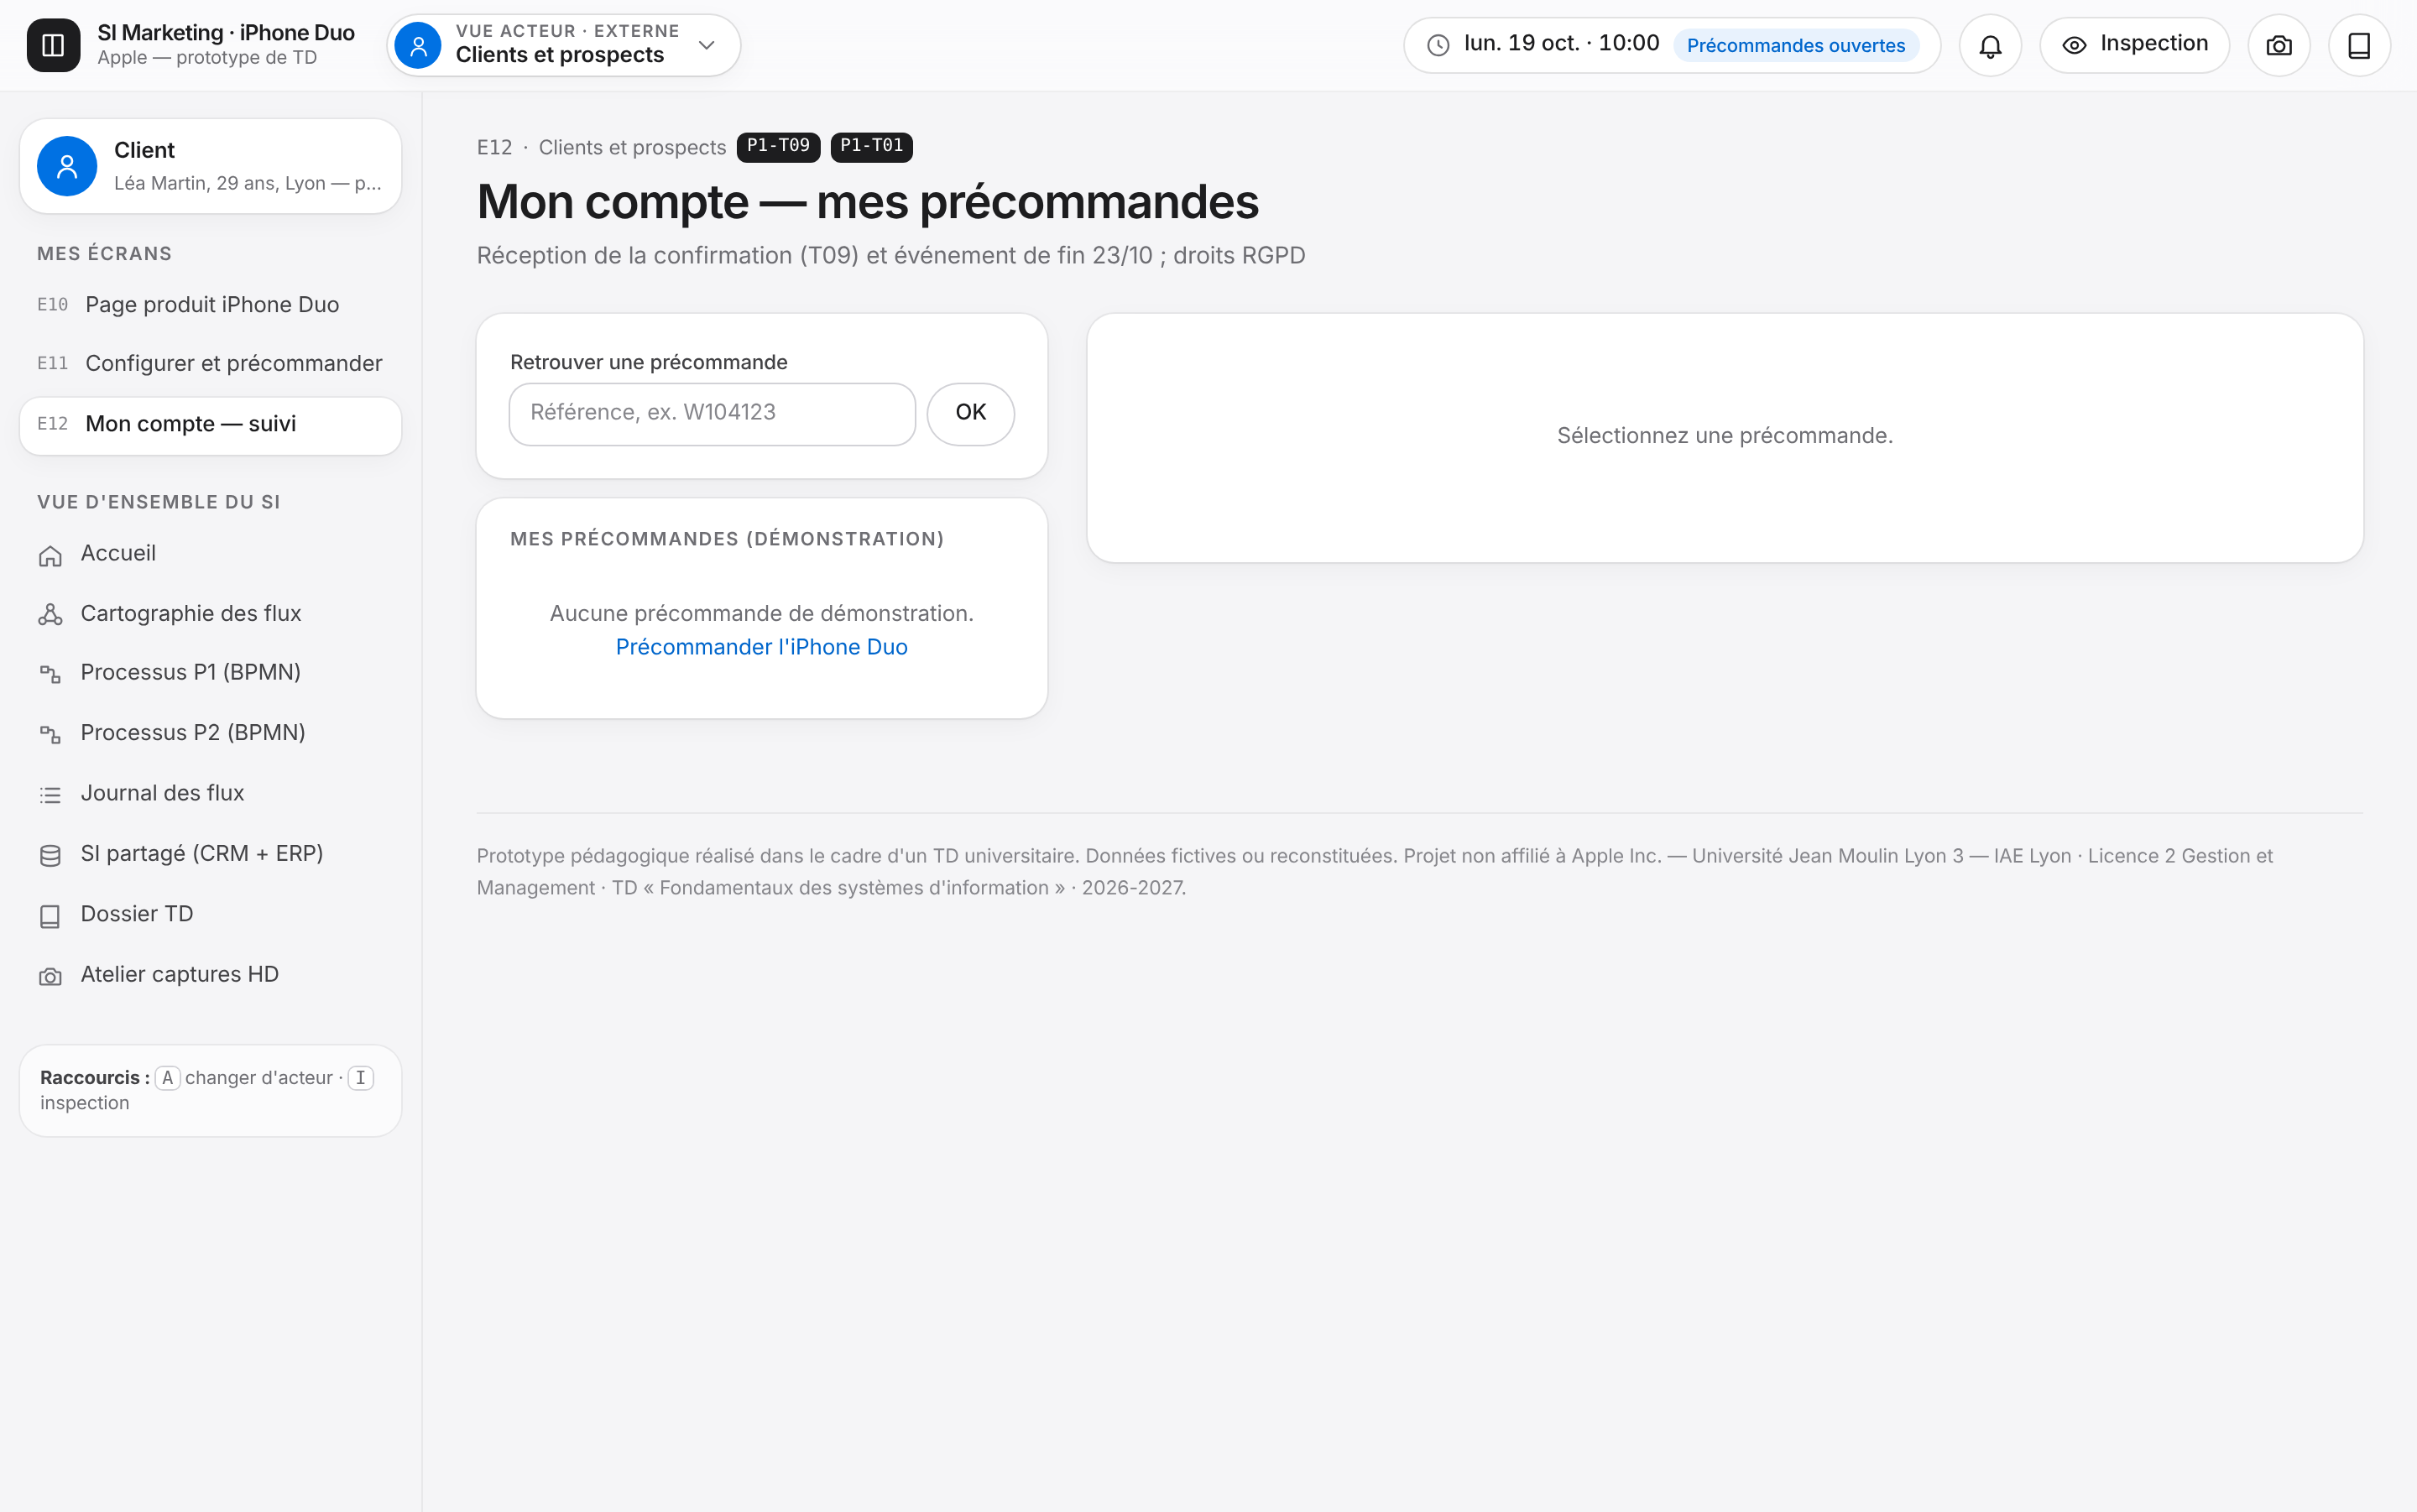 SI Marketing · iPhone Duo
Apple — prototype de TD
VUE ACTEUR · EXTERNE
Clients et prospects
lun. 19 oct. · 10:00
Précommandes ouvertes
Inspection
Client
Léa Martin, 29 ans, Lyon — p...
MES ÉCRANS
E10 Page produit iPhone Duo
E11 Configurer et précommander
E12 Mon compte — suivi
VUE D'ENSEMBLE DU SI
Accueil
Cartographie des flux
Processus P1 (BPMN)
Processus P2 (BPMN)
Journal des flux
SI partagé (CRM + ERP)
Dossier TD
Atelier captures HD
Raccourcis : A changer d'acteur · I
inspection
E12 · Clients et prospects P1-T09 P1-T01
Mon compte — mes précommandes
Réception de la confirmation (T09) et événement de fin 23/10 ; droits RGPD
Retrouver une précommande
Référence, ex. W104123
OK
MES PRÉCOMMANDES (DÉMONSTRATION)
Aucune précommande de démonstration.
Précommander l'iPhone Duo
Sélectionnez une précommande.
Prototype pédagogique réalisé dans le cadre d'un TD universitaire. Données fictives ou reconstituées. Projet non affilié à Apple Inc. — Université Jean Moulin Lyon 3 — IAE Lyon · Licence 2 Gestion et
Management · TD « Fondamentaux des systèmes d'information » · 2026-2027.